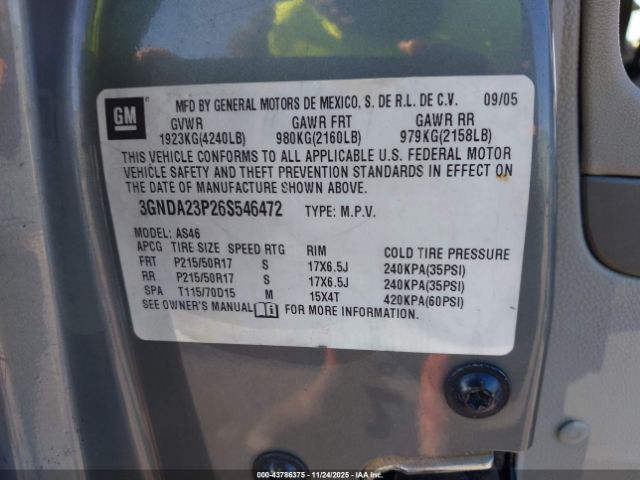 GM
MFD BY GENERAL MOTORS DE MEXICO, S. DE R.L. DE C.V. 09/05
GVWR GAWR FRT GAWR RR
1923KG(4240LB) 980KG(2160LB) 979KG(2158LB)
THIS VEHICLE CONFORMS TO ALL APPLICABLE U.S. FEDERAL MOTOR
VEHICLE SAFETY AND THEFT PREVENTION STANDARDS IN EFFECT ON
THE DATE OF MANUFACTURE SHOWN ABOVE.
3GNDA23P26S546472 TYPE: M.P.V.
MODEL: AS46
APCG TIRE SIZE SPEED RTG RIM COLD TIRE PRESSURE
FRT P215/50R17 S 17X6.5J 240KPA(35PSI)
RR P215/50R17 S 17X6.5J 240KPA(35PSI)
SPA T115/70D15 M 15X4T 420KPA(60PSI)
SEE OWNER'S MANUAL FOR MORE INFORMATION.
000-43786375 - 11/24/2025 - IAAI.COM